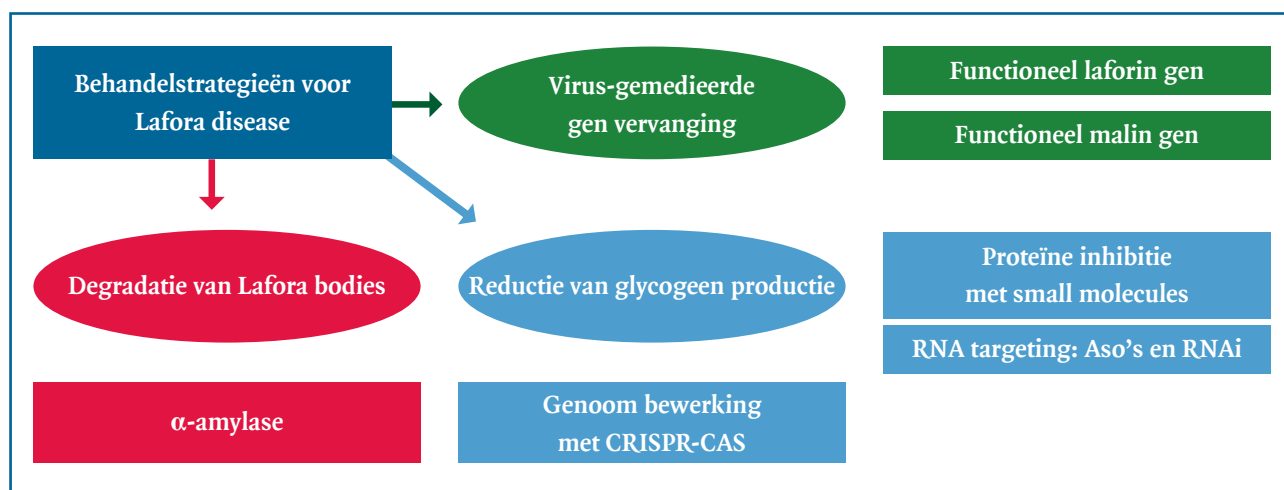 Behandelstrategieën voor
Lafora disease
Virus-gemedieerde
gen vervanging
Functioneel laforin gen
Functioneel malin gen
Degradatie van Lafora bodies
Reductie van glycogeen productie
Proteïne inhibitie
met small molecules
RNA targeting: Aso's en RNAi
α-amylase
Genoom bewerking
met CRISPR-CAS